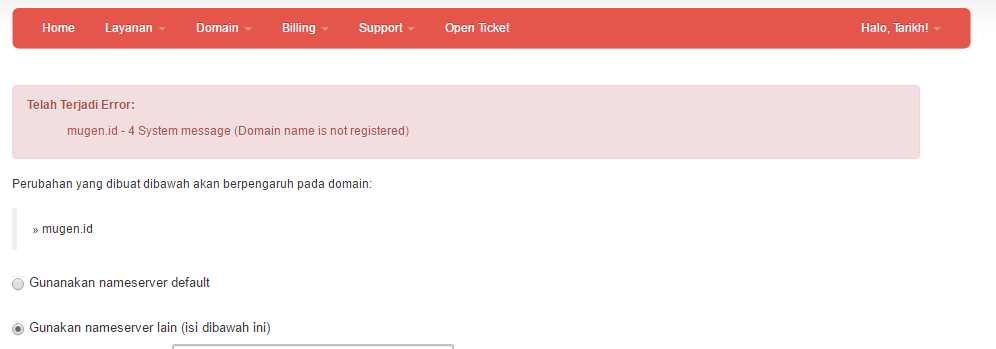 Home Layanan Domain Billing Support Open Ticket Halo, Tarikh!
Telah Terjadi Error:
mugen.id - 4 System message (Domain name is not registered)
Perubahan yang dibuat dibawah akan berpengaruh pada domain:
» mugen.id
Gunanakan nameserver default
Gunakan nameserver lain (isi dibawah ini)